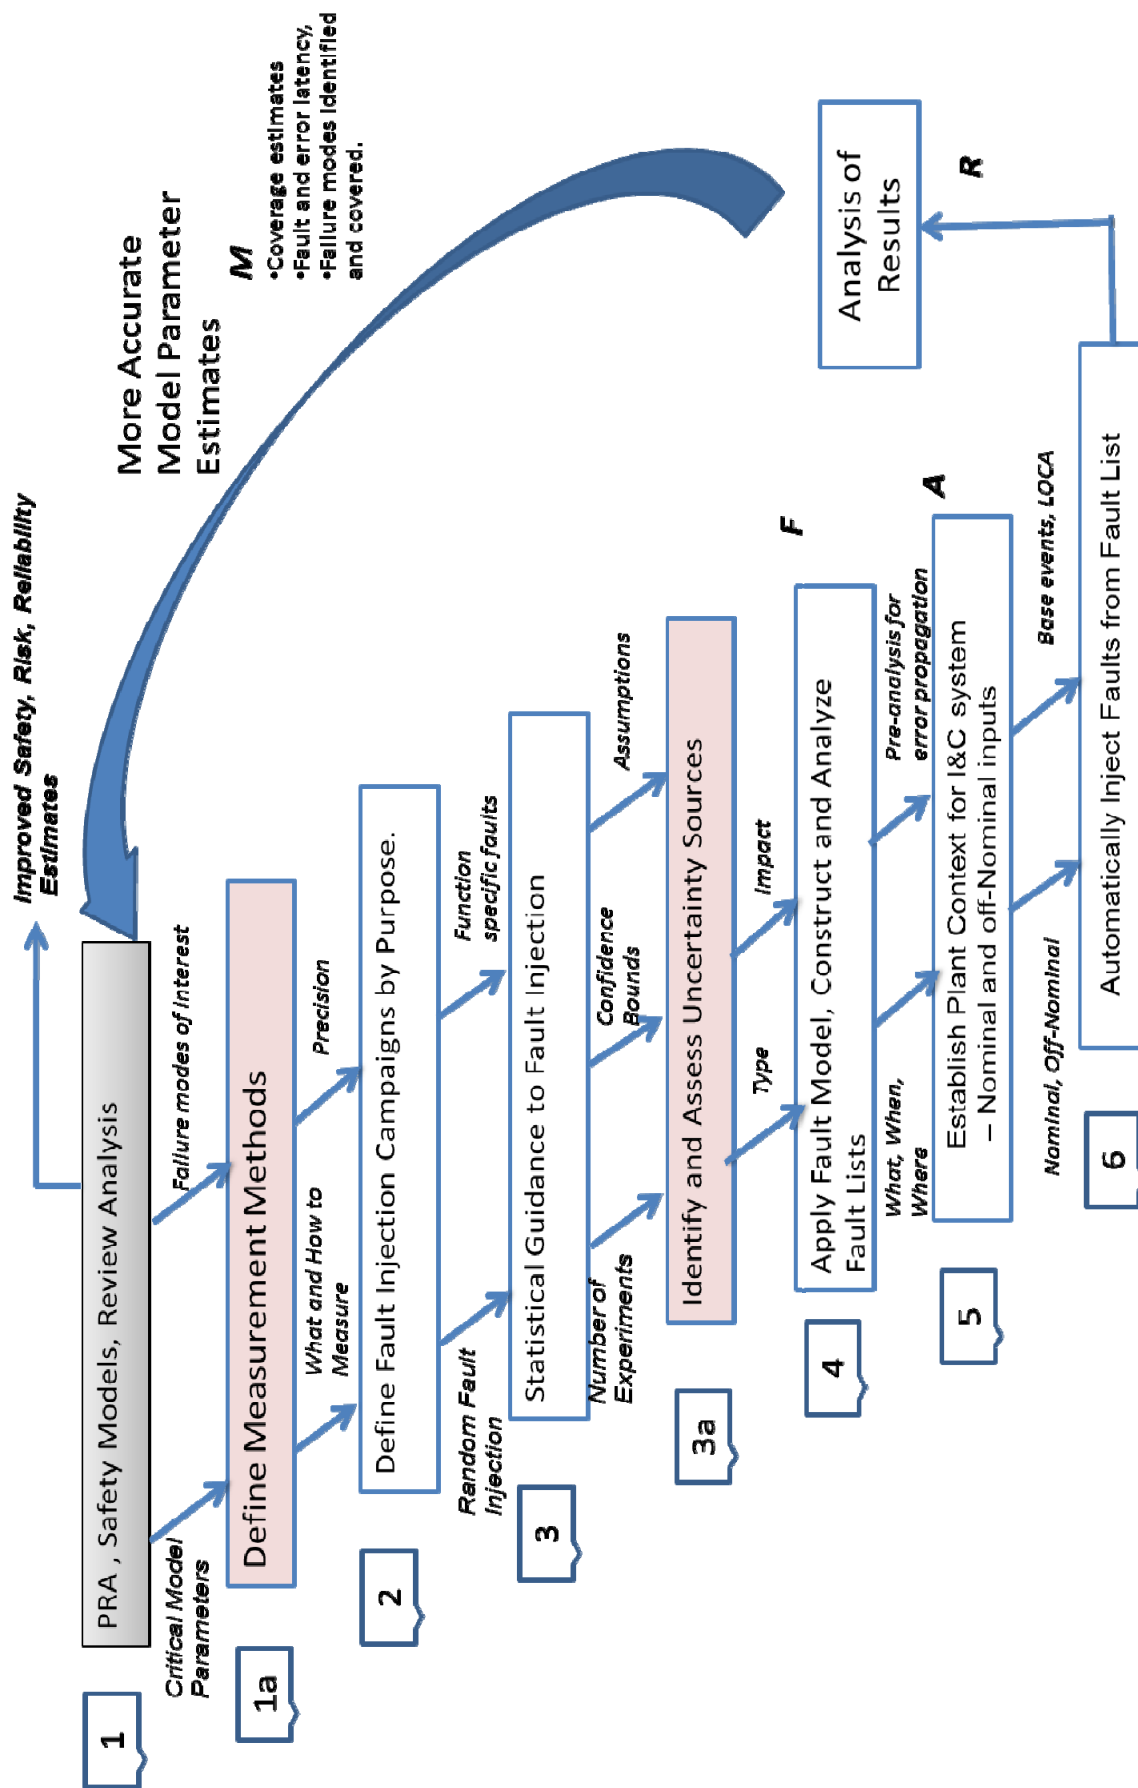 Improved Safety, Risk, Reliability
Estimates
More Accurate
Model Parameter
Estimates
M
•Coverage estimates
•Fault and error latency,
•Failure modes identified
and covered.
1
PRA , Safety Models, Review Analysis
Critical Model
Parameters
Failure modes of interest
1a
Define Measurement Methods
What and How to
Measure
Precision
2
Define Fault Injection Campaigns by Purpose.
Random Fault
Injection
Function
specific faults
3
Statistical Guidance to Fault Injection
Number of
Experiments
Confidence
Bounds
Assumptions
3a
Identify and Assess Uncertainty Sources
Type
Impact
4
Apply Fault Model, Construct and Analyze
Fault Lists
F
What, When,
Where
Pre-analysis for
error propagation
5
Establish Plant Context for I&C system
– Nominal and off-Nominal inputs
A
Nominal, Off-Nominal
Base events, LOCA
6
Automatically Inject Faults from Fault List
Analysis of
Results
R